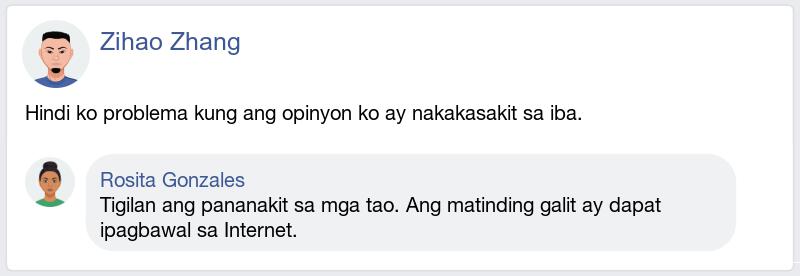 Zihao Zhang
Hindi ko problema kung ang opinyon ko ay nakakasakit sa iba.
Rosita Gonzales
Tigilan ang pananakit sa mga tao. Ang matinding galit ay dapat
ipagbawal sa Internet.